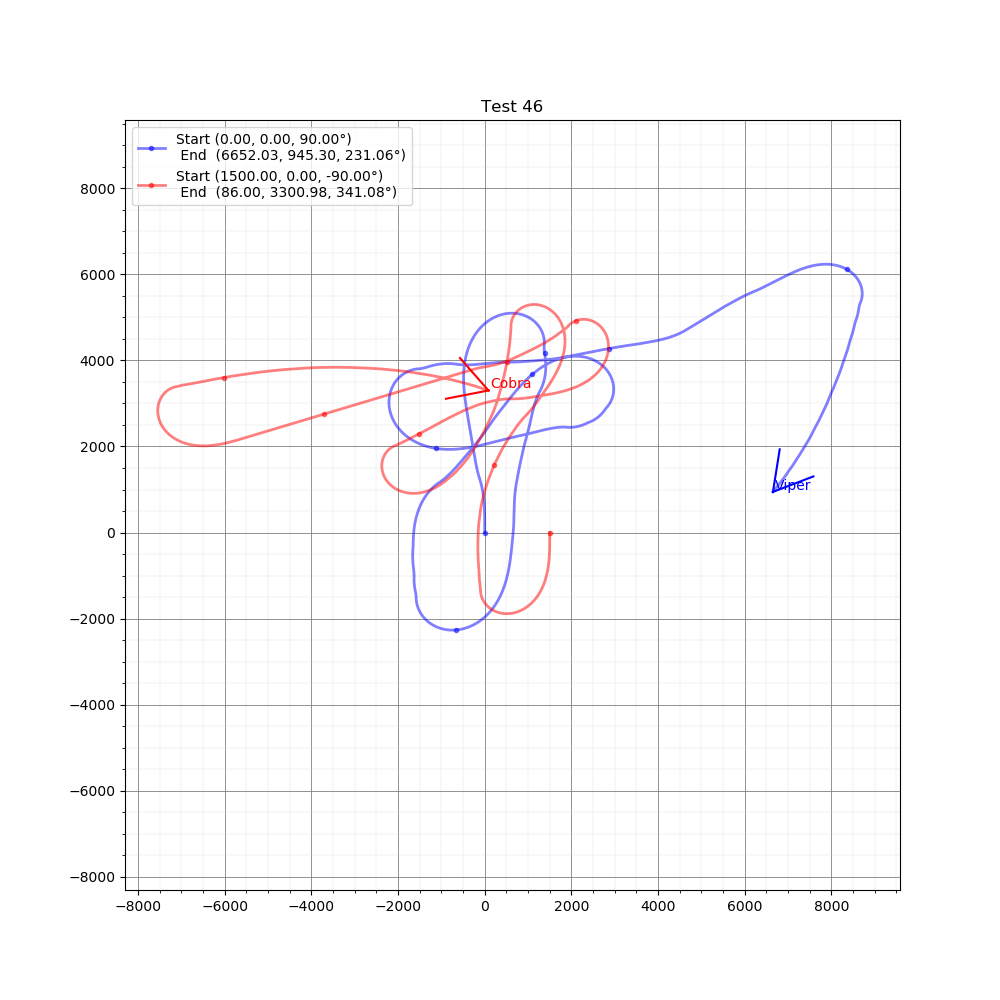 Test 46
Start (0.00, 0.00, 90.00°)
End (6652.03, 945.30, 231.06°)
Start (1500.00, 0.00, -90.00°)
End (86.00, 3300.98, 341.08°)
8000
6000
4000
2000
0
−2000
−4000
−6000
−8000
Cobra
Viper
−8000 −6000 −4000 −2000 0 2000 4000 6000 8000